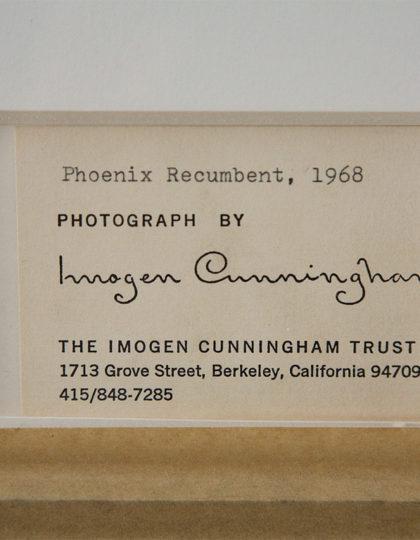 Phoenix Recumbent, 1968
PHOTOGRAPH BY
Imogen Cunningham
THE IMOGEN CUNNINGHAM TRUST
1713 Grove Street, Berkeley, California 94709
415/848-7285